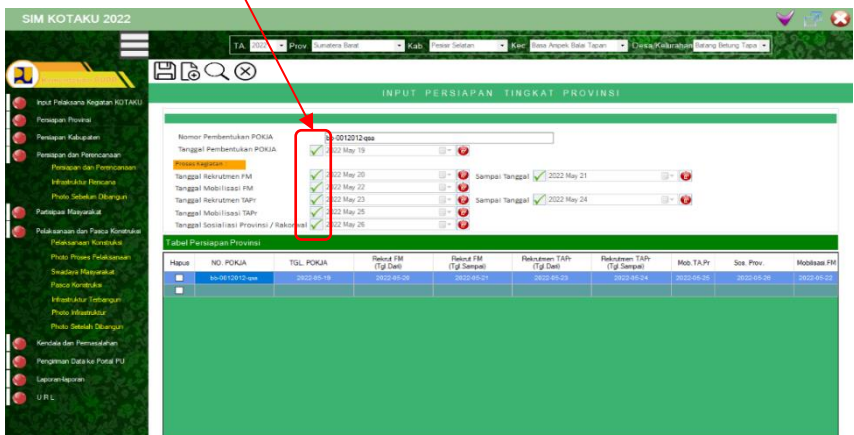 SIM KOTAKU 2022
TA. 2022 Prov. Sumatera Barat Kab. Pesisir Selatan Kec. Basa Ampek Balai Tapan Desa/Kelurahan Batang Betung Tapa
INPUT PERSIAPAN TINGKAT PROVINSI
Input Pelaksana Kegiatan KOTAKU
Persiapan Provinsi
Persiapan Kabupaten
Persiapan dan Perencanaan
Persiapan dan Perencanaan
Infrastruktur Rencana
Photo Sebelum Dibangun
Partisipasi Masyarakat
Pelaksanaan dan Pasca Konstruksi
Pelaksanaan Konstruksi
Photo Proses Pelaksanaan
Swadaya Masyarakat
Pasca Konstruksi
Infrastruktur Terbangun
Photo Infrastruktur
Photo Setelah Dibangun
Kendala dan Permasalahan
Pengiriman Data ke Portal PU
Laporan-laporan
URL
Nomor Pembentukan POKJA bb-0012012-qsa
Tanggal Pembentukan POKJA 2022 May 19
Proses Kegiatan :
Tanggal Rekrutmen FM 2022 May 20 Sampai Tanggal 2022 May 21
Tanggal Mobilisasi FM 2022 May 22
Tanggal Rekrutmen TAPr 2022 May 23 Sampai Tanggal 2022 May 24
Tanggal Mobilisasi TAPr 2022 May 25
Tanggal Sosialiasi Provinsi / Rakorwal 2022 May 26
Tabel Persiapan Provinsi
Hapus NO. POKJA TGL. POKJA Rekrut FM (Tgl.Dari) Rekrut FM (Tgl.Sampai) Rekrutmen TAPr (Tgl.Dari) Rekrutmen TAPr (Tgl.Sampai) Mob.TA.Pr Sos. Prov. Mobilisasi.FM
bb-0012012-qsa 2022-05-19 2022-05-20 2022-05-21 2022-05-23 2022-05-24 2022-05-25 2022-05-26 2022-05-22